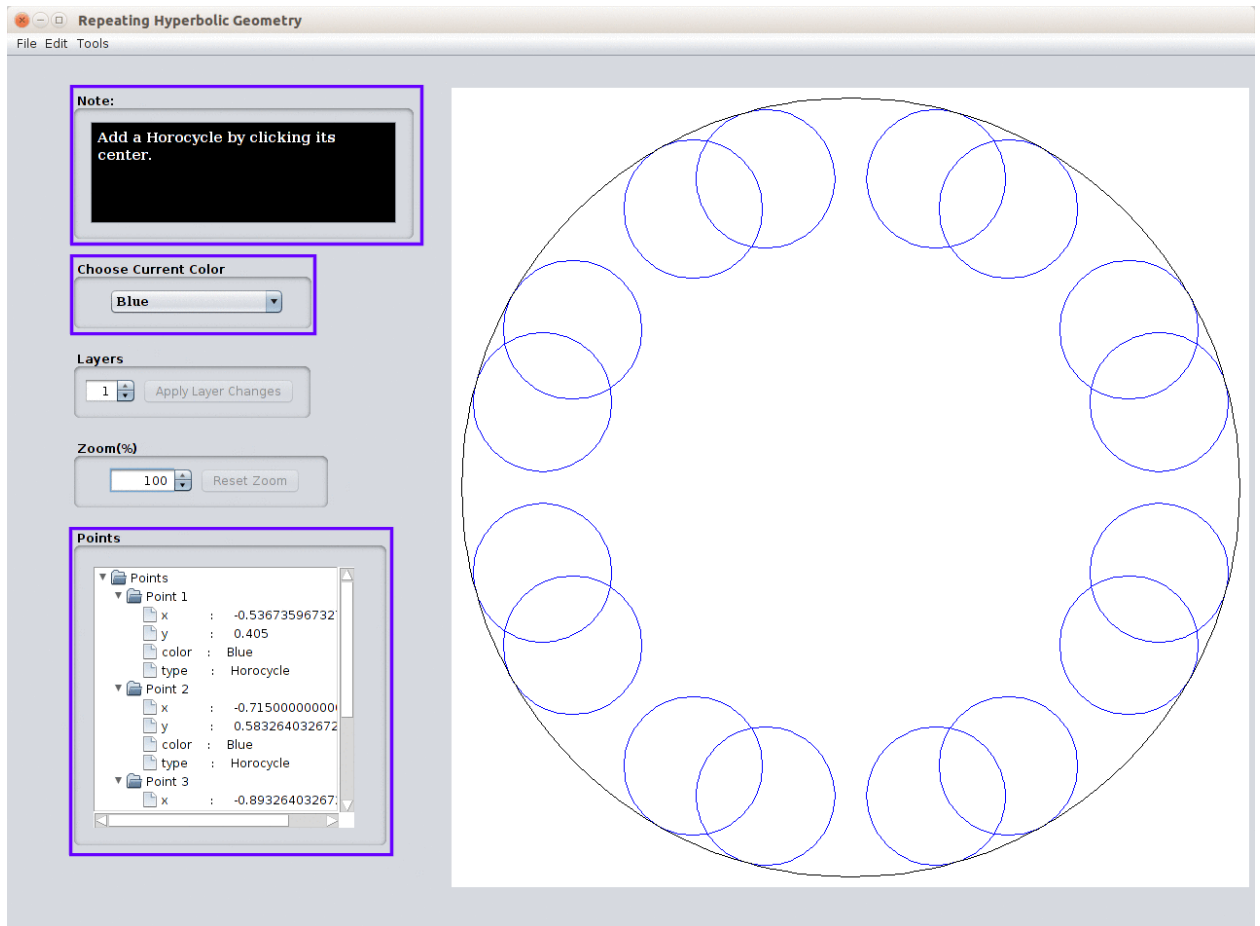 Repeating Hyperbolic Geometry
File Edit Tools
Note:
Add a Horocycle by clicking its
center.
Choose Current Color
Blue
Layers
1 Apply Layer Changes
Zoom(%)
100 Reset Zoom
Points
Points
Point 1
x : -0.53673596732
y : 0.405
color : Blue
type : Horocycle
Point 2
x : -0.71500000000
y : 0.583264032672
color : Blue
type : Horocycle
Point 3
x : -0.89326403267